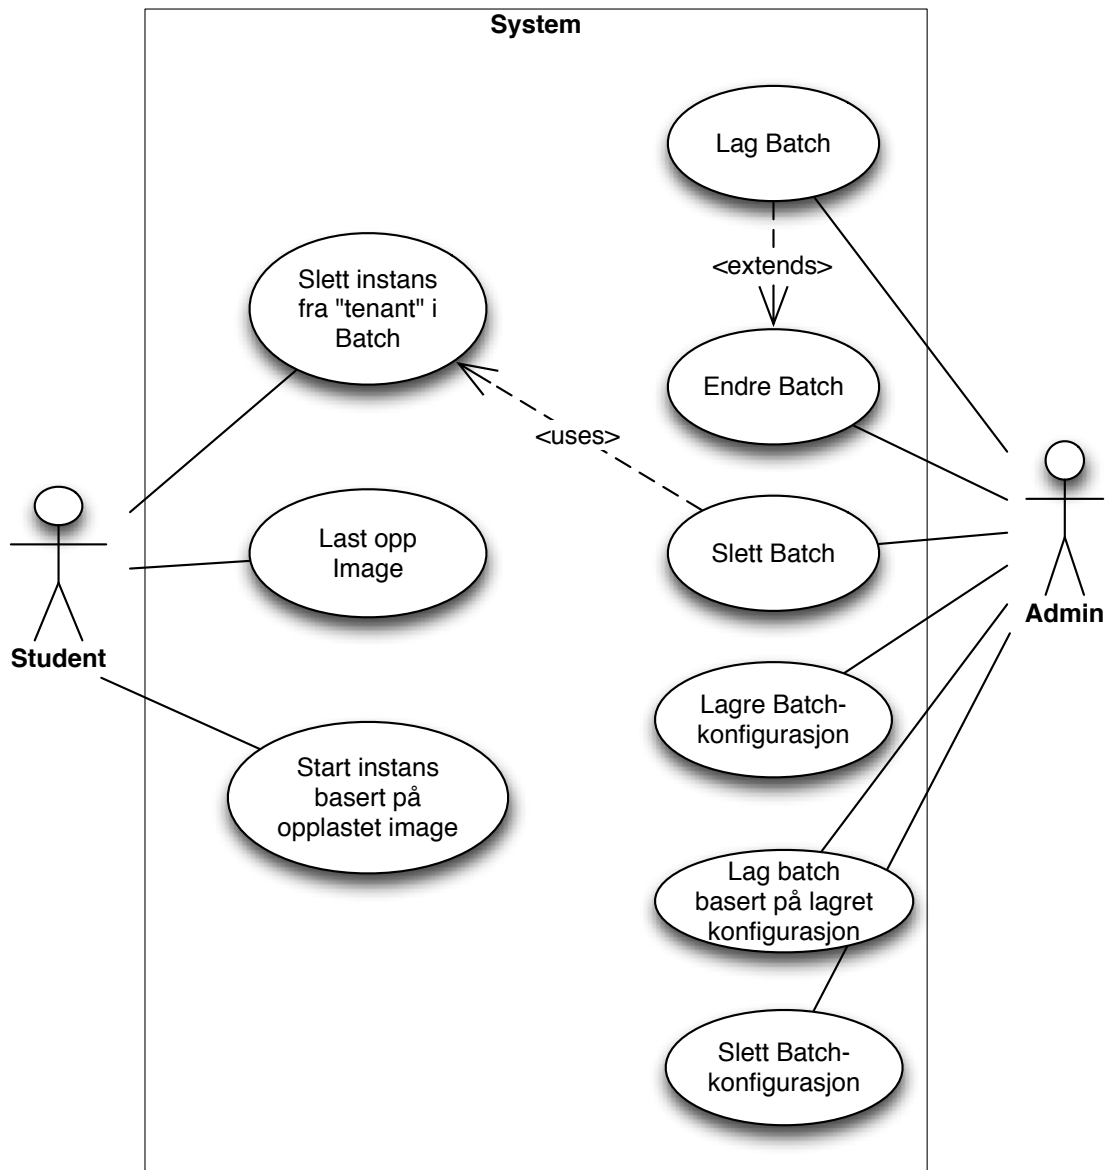 System
Lag Batch
<extends>
Slett instans
fra "tenant" i
Batch
Endre Batch
<uses>
Last opp
Image
Slett Batch
Student
Admin
Lagre Batch-
konfigurasjon
Start instans
basert på
opplastet image
Lag batch
basert på lagret
konfigurasjon
Slett Batch-
konfigurasjon